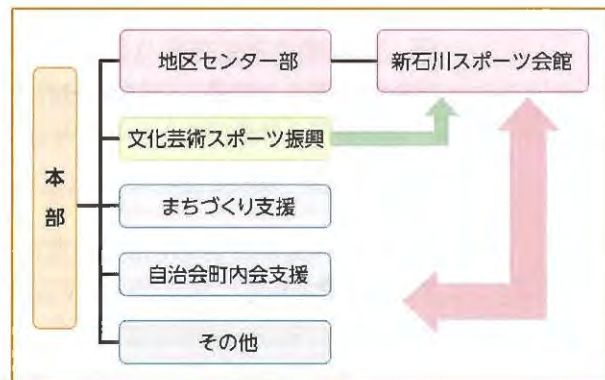 本部
地区センター部
新石川スポーツ会館
文化芸術スポーツ振興
まちづくり支援
自治会町内会支援
その他